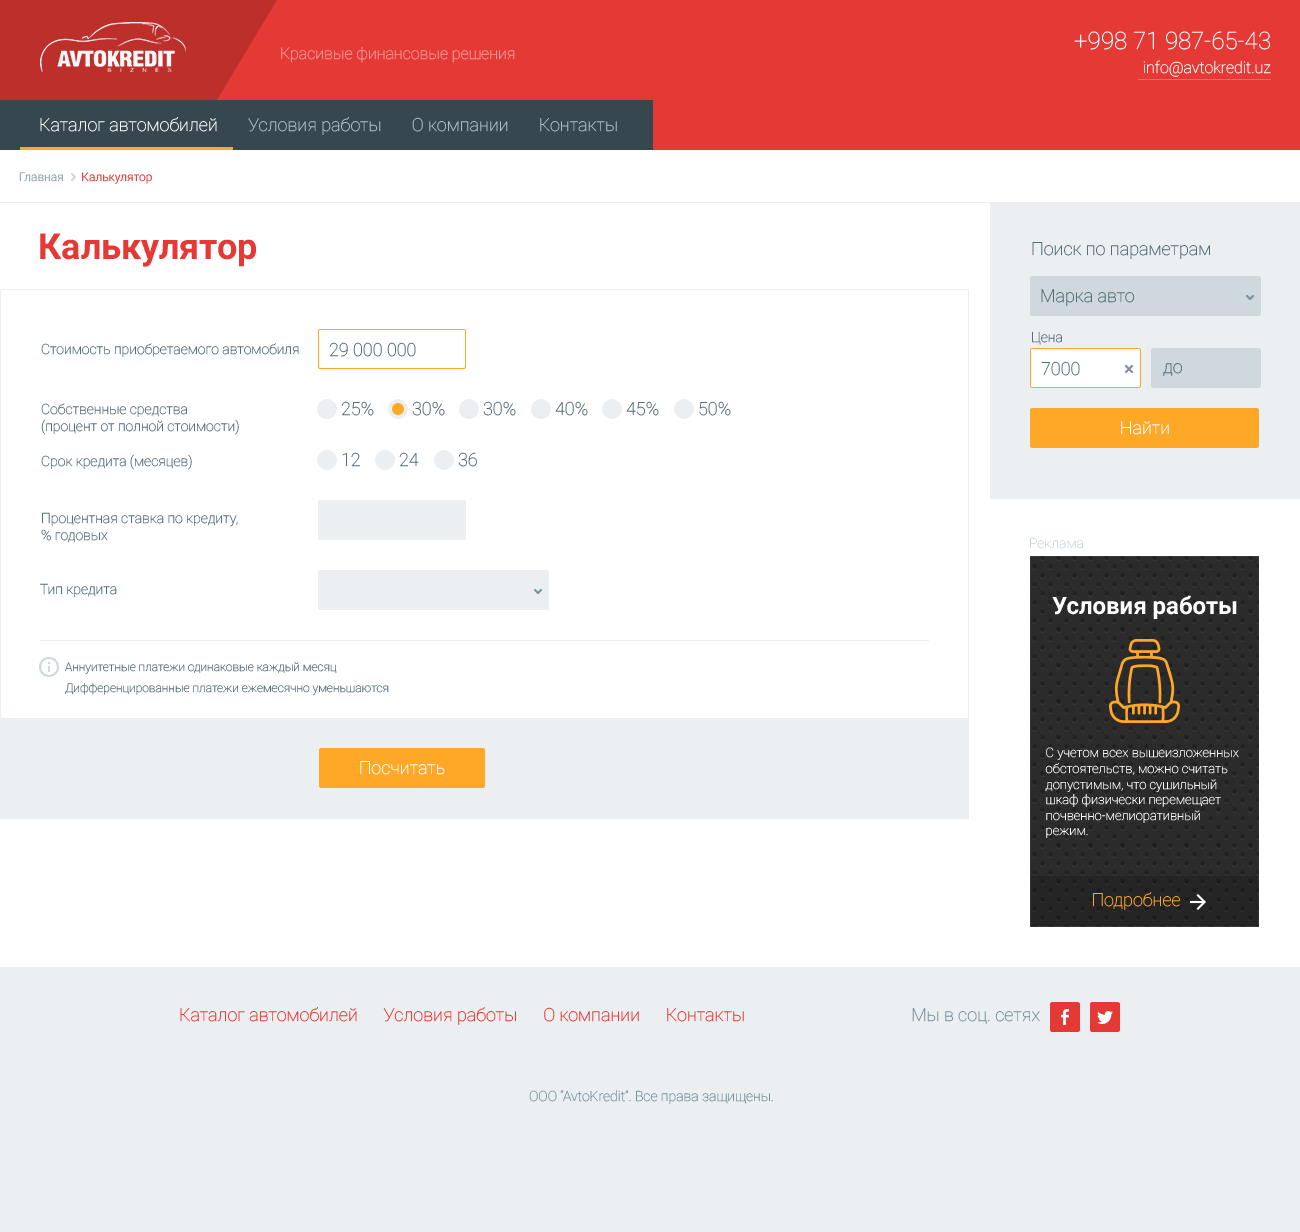 AVTOKREDIT
BIZNES
Красивые финансовые решения
+998 71 987-65-43
info@avtokredit.uz
Каталог автомобилей Условия работы О компании Контакты
Главная Калькулятор
Калькулятор
Стоимость приобретаемого автомобиля 29 000 000
Собственные средства
(процент от полной стоимости)
25% 30% 30% 40% 45% 50%
Срок кредита (месяцев) 12 24 36
Процентная ставка по кредиту,
% годовых
Тип кредита
Аннуитетные платежи одинаковые каждый месяц
Дифференцированные платежи ежемесячно уменьшаются
Посчитать
Поиск по параметрам
Марка авто
Цена
7000 до
Найти
Реклама
Условия работы
С учетом всех вышеизложенных
обстоятельств, можно считать
допустимым, что сушильный
шкаф физически перемещает
почвенно-мелиоративный
режим.
Подробнее
Каталог автомобилей Условия работы О компании Контакты Мы в соц. сетях
ООО "AvtoKredit". Все права защищены.